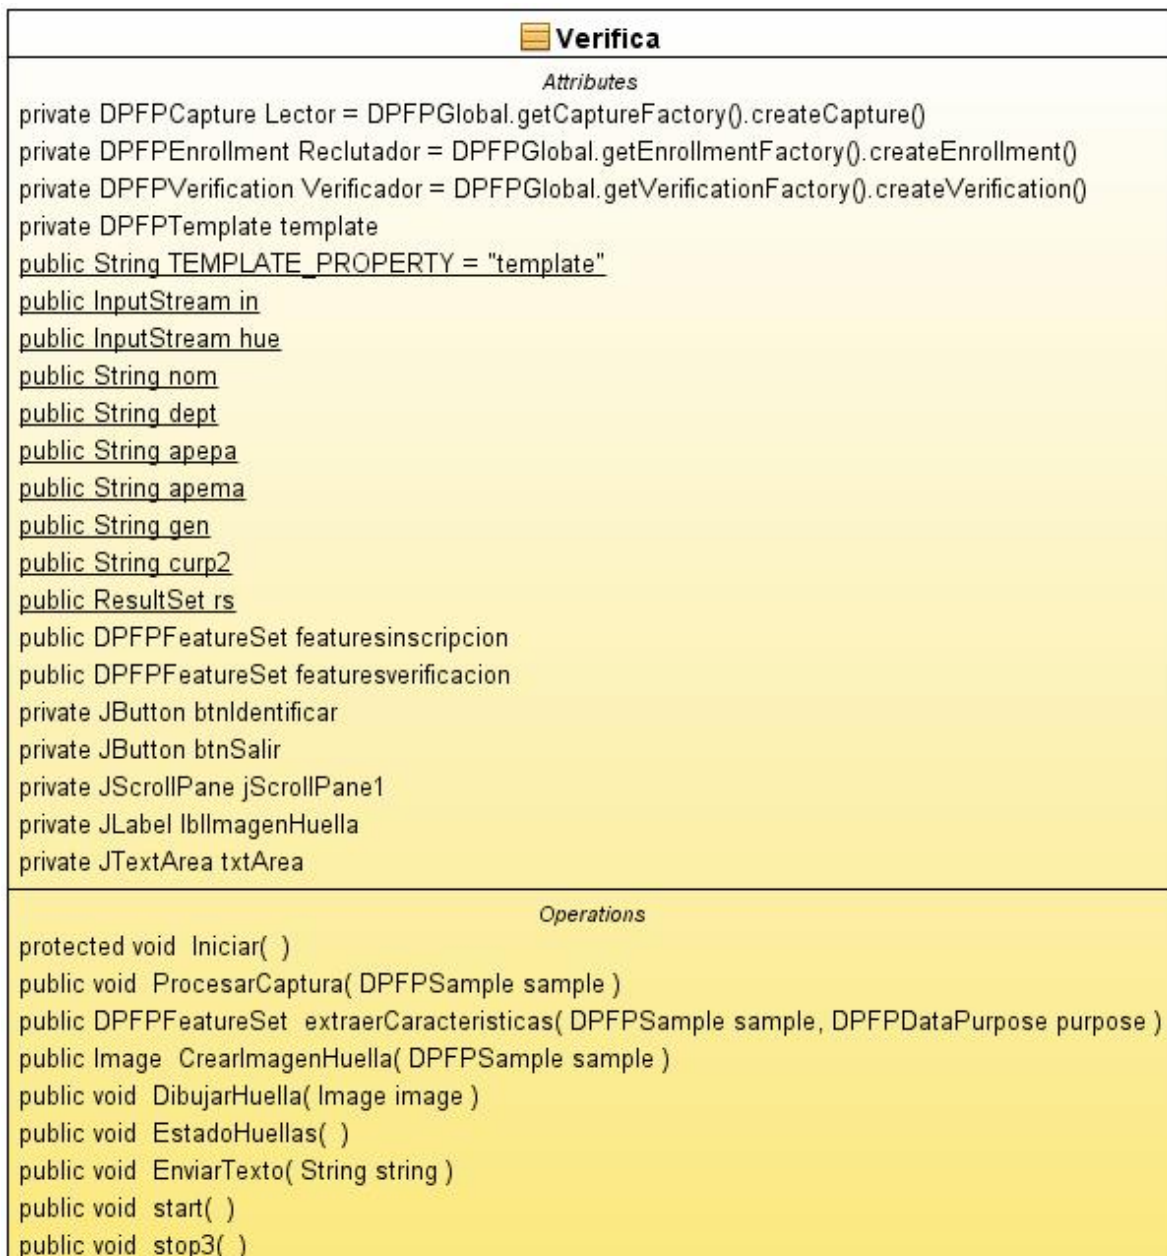 Verifica
Attributes
private DPFPCapture Lector = DPFPGlobal.getCaptureFactory().createCapture()
private DPFPEnrollment Reclutador = DPFPGlobal.getEnrollmentFactory().createEnrollment()
private DPFPVerification Verificador = DPFPGlobal.getVerificationFactory().createVerification()
private DPFPTemplate template
public String TEMPLATE_PROPERTY = "template"
public InputStream in
public InputStream hue
public String nom
public String dept
public String apepa
public String apema
public String gen
public String curp2
public ResultSet rs
public DPFPFeatureSet featuresinscripcion
public DPFPFeatureSet featuresverificacion
private JButton btnIdentificar
private JButton btnSalir
private JScrollPane jScrollPane1
private JLabel lblImagenHuella
private JTextArea txtArea
Operations
protected void Iniciar( )
public void ProcesarCaptura( DPFPSample sample )
public DPFPFeatureSet extraerCaracteristicas( DPFPSample sample, DPFPDataPurpose purpose )
public Image CrearImagenHuella( DPFPSample sample )
public void DibujarHuella( Image image )
public void EstadoHuellas( )
public void EnviarTexto( String string )
public void start( )
public void stop3( )